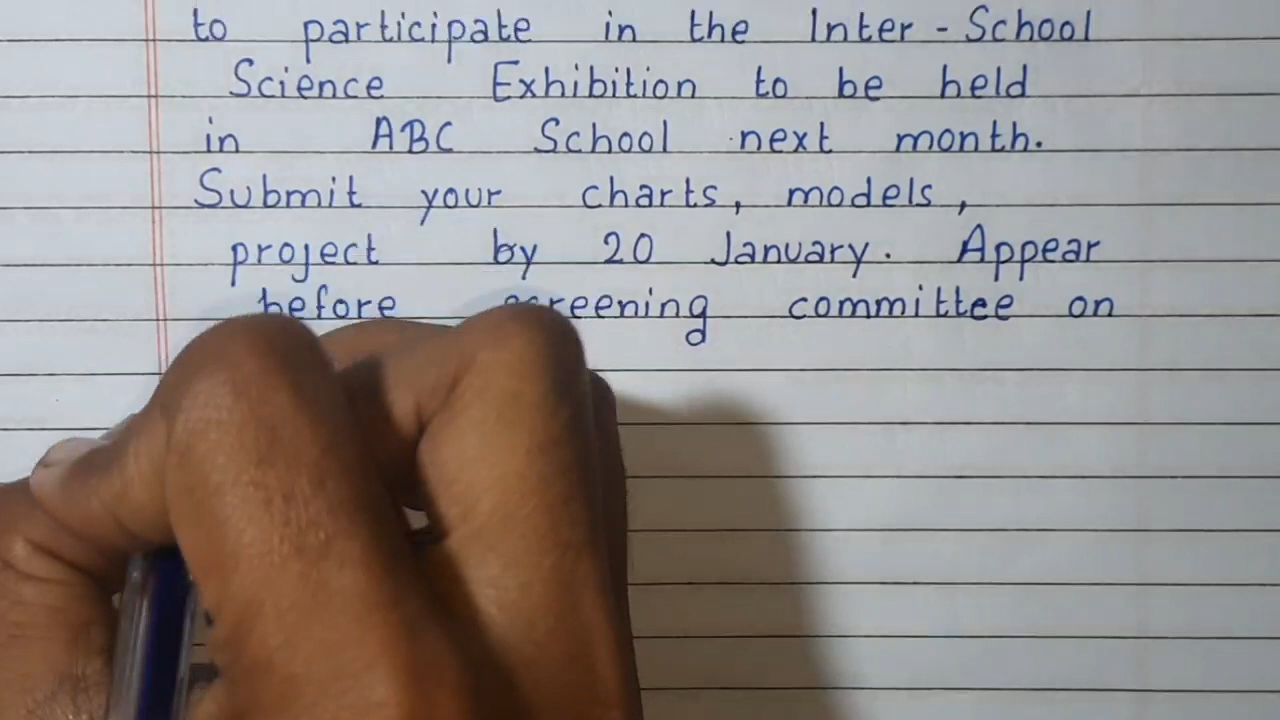 to participate in the Inter-School
Science Exhibition to be held
in ABC School next month.
Submit your charts, models,
project by 20 January. Appear
before screening committee on